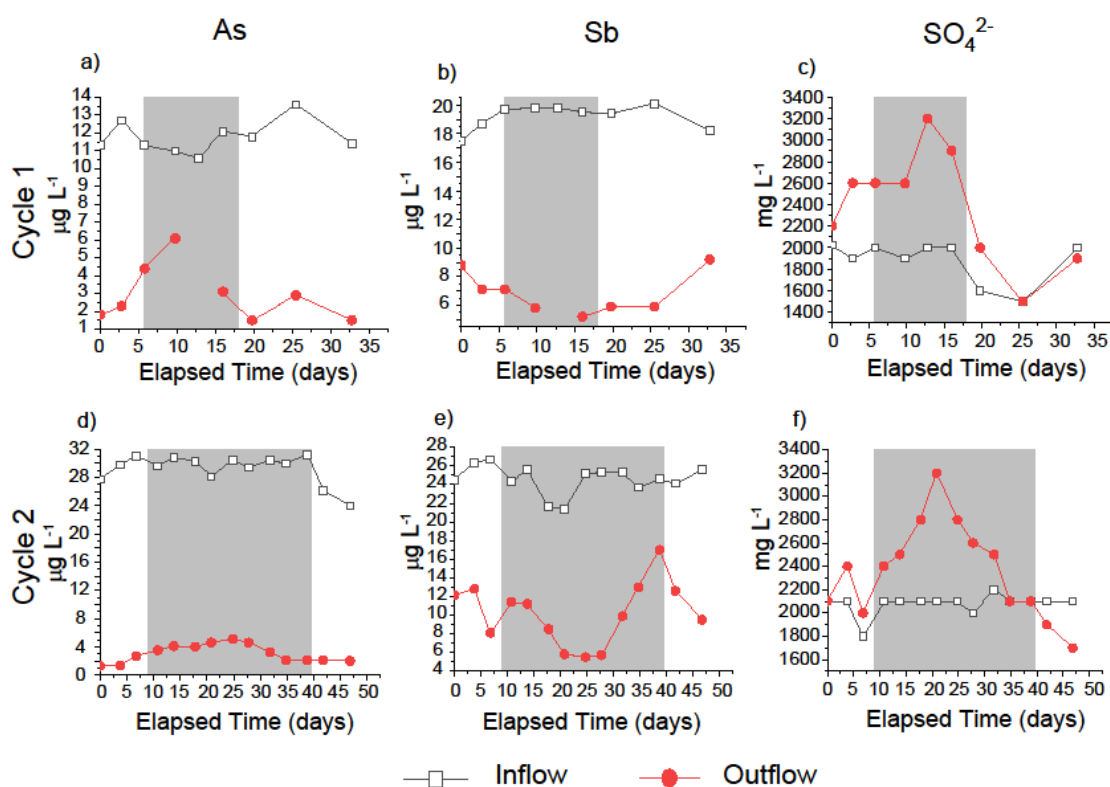 As Sb SO₄²⁻
Cycle 1
a)
µg L⁻¹
14
13
12
11
10
9
8
7
6
5
4
3
2
1
0 5 10 15 20 25 30 35
Elapsed Time (days)
b)
20
18
16
14
12
10
8
6
0 5 10 15 20 25 30 35
Elapsed Time (days)
c)
mg L⁻¹
3400
3200
3000
2800
2600
2400
2200
2000
1800
1600
1400
0 5 10 15 20 25 30 35
Elapsed Time (days)
Cycle 2
d)
µg L⁻¹
32
28
24
20
16
12
8
4
0
0 5 10 15 20 25 30 35 40 45 50
Elapsed Time (days)
e)
µg L⁻¹
28
26
24
22
20
18
16
14
12
10
8
6
4
0 5 10 15 20 25 30 35 40 45 50
Elapsed Time (days)
f)
mg L⁻¹
3400
3200
3000
2800
2600
2400
2200
2000
1800
1600
0 5 10 15 20 25 30 35 40 45 50
Elapsed Time (days)
Inflow Outflow